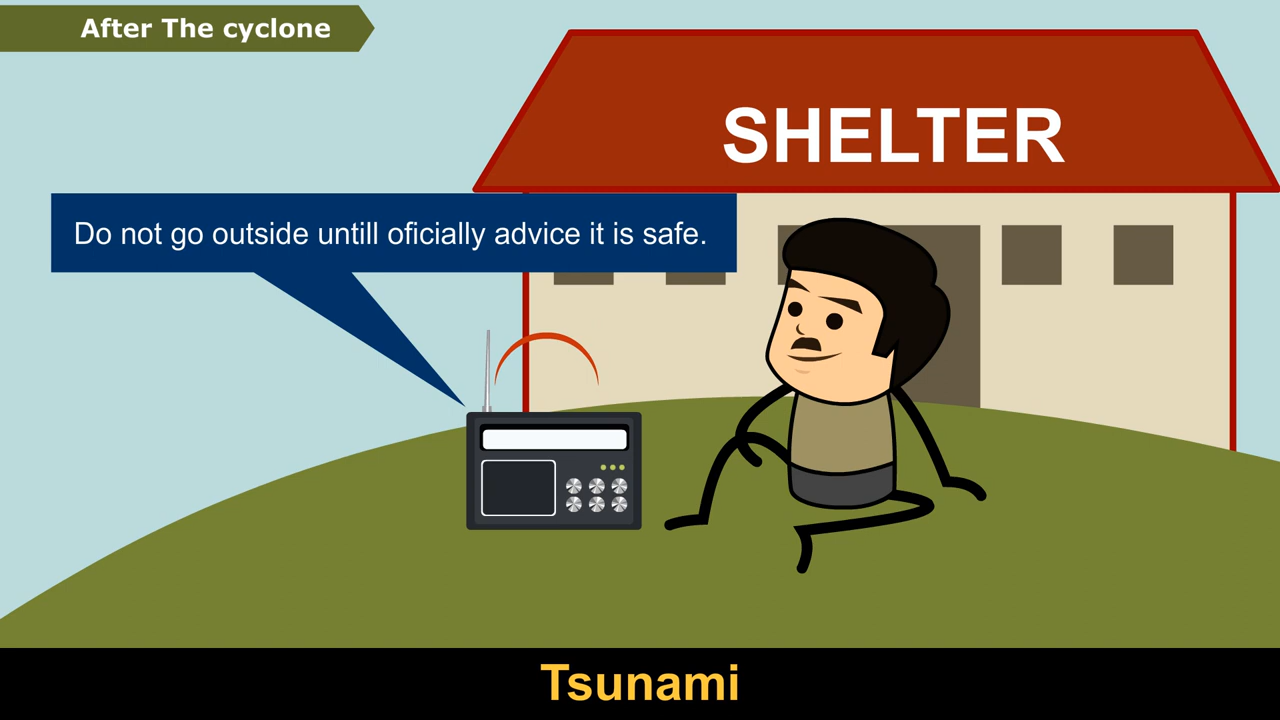 After The cyclone
SHELTER
Do not go outside untill oficially advice it is safe.
Tsunami